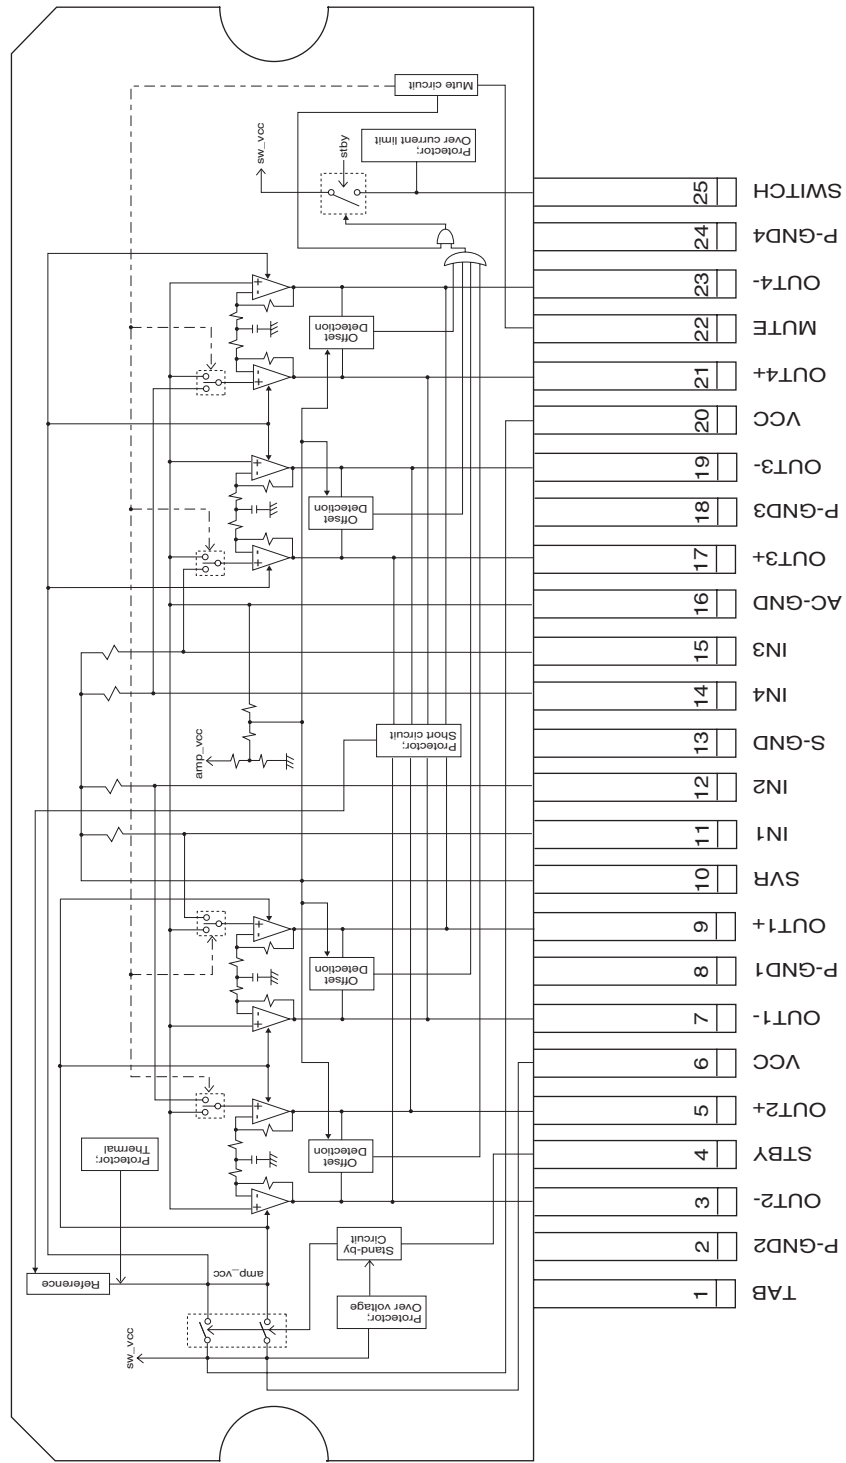 Mute circuit
sw_vcc
stby
Protector;
Over current limit
25 SWITCH
24 P-GND4
23 OUT4-
Offset
Detection
22 MUTE
21 OUT4+
20 VCC
19 OUT3-
Offset
Detection
18 P-GND3
17 OUT3+
16 AC-GND
15 IN3
14 IN4
amp_vcc
Protector;
Short circuit
13 S-GND
12 IN2
11 IN1
10 SVR
9 OUT1+
Offset
Detection
8 P-GND1
7 OUT1-
6 VCC
5 OUT2+
Protector;
Thermal
Offset
Detection
4 STBY
3 OUT2-
Stand-by
Circuit
2 P-GND2
amp_vcc
Reference
Protector;
Over voltage
1 TAB
sw_vcc